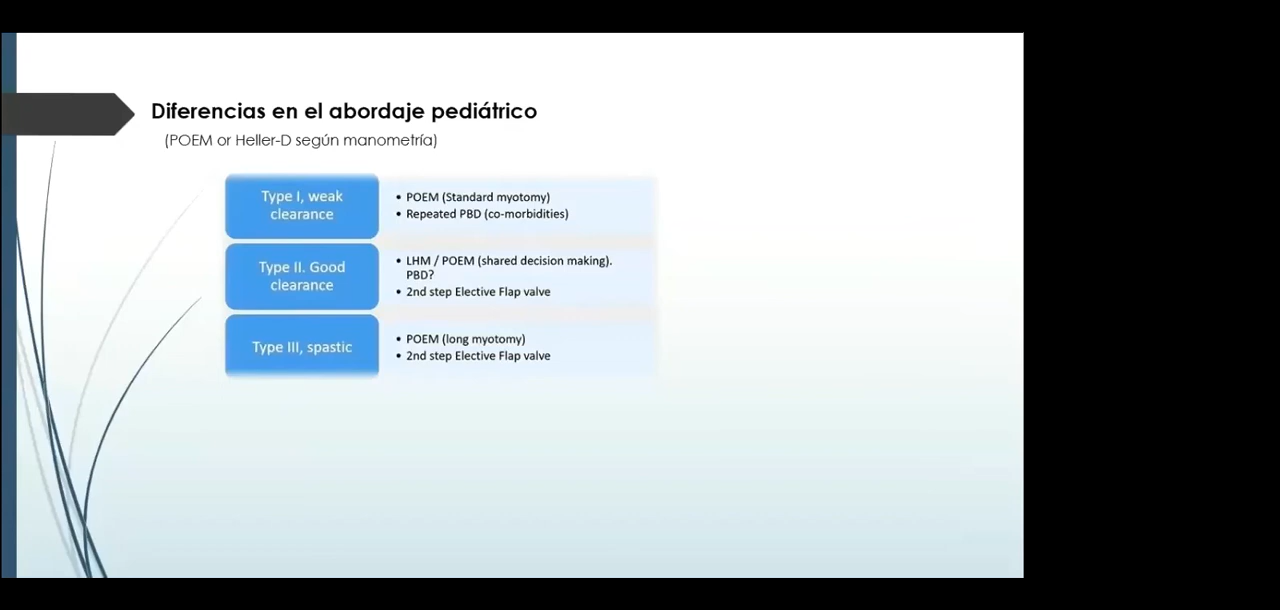 Diferencias en el abordaje pediátrico
(POEM or Heller-D según manometría)
Type I, weak
clearance
• POEM (Standard myotomy)
• Repeated PBD (co-morbidities)
Type II. Good
clearance
• LHM / POEM (shared decision making).
PBD?
• 2nd step Elective Flap valve
Type III, spastic
• POEM (long myotomy)
• 2nd step Elective Flap valve